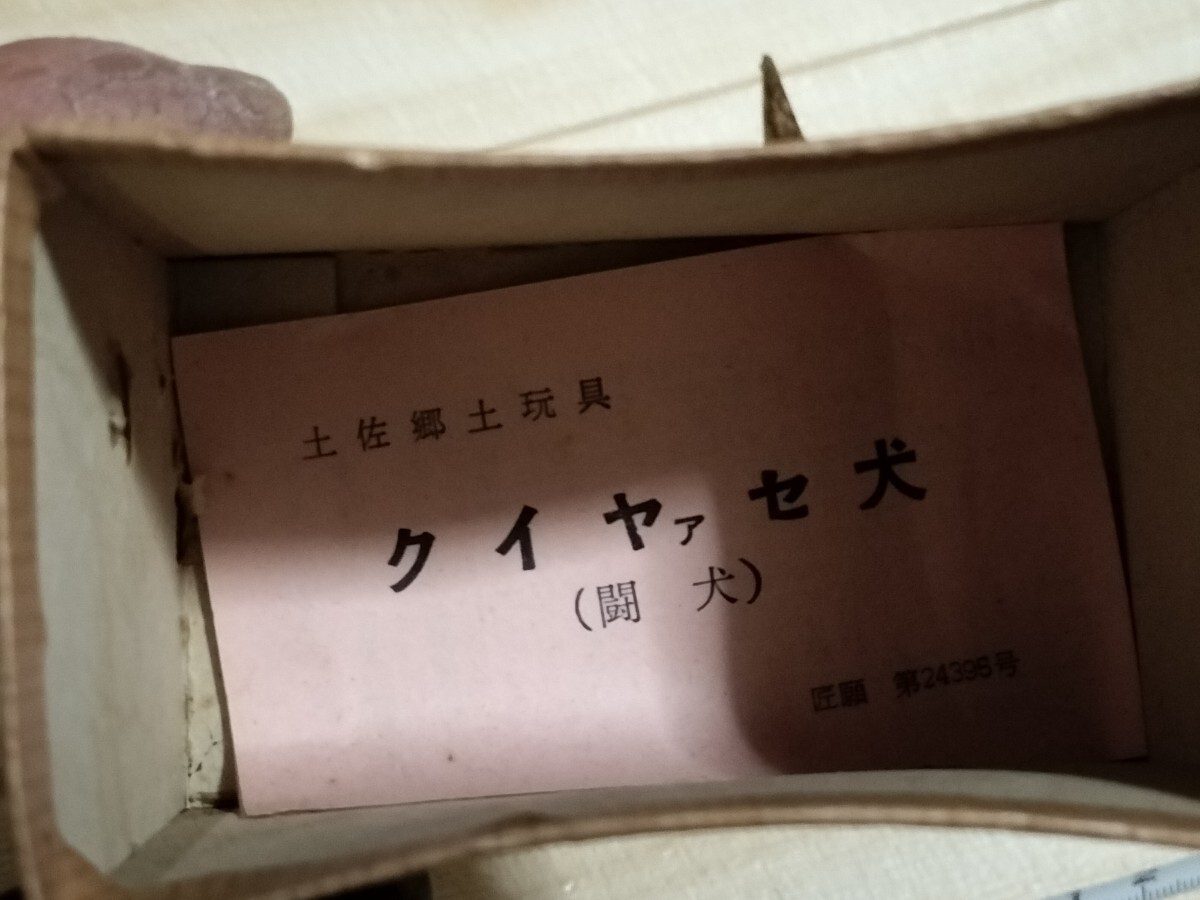 土佐郷土玩具
クイヤァセ犬
(闘犬)
匠願 第24395号